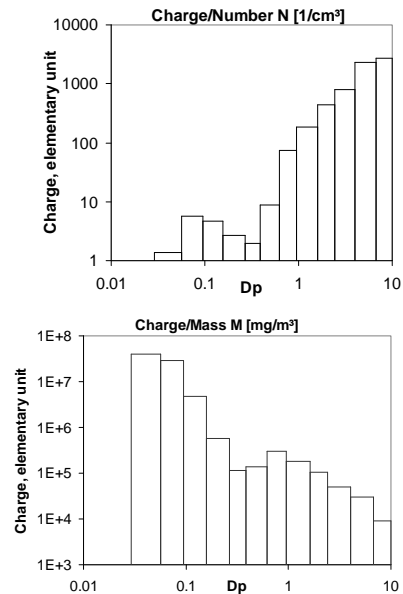 Charge/Number N [1/cm³]
Charge, elementary unit
10000
1000
100
10
1
0.01
0.1
1
10
Dp
Charge/Mass M [mg/m³]
Charge, elementary unit
1E+8
1E+7
1E+6
1E+5
1E+4
1E+3
0.01
0.1
1
10
Dp